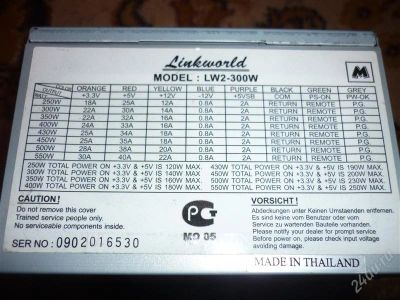 Linkworld
MODEL : LW2-300W
COLOR ORANGE RED YELLOW BLUE PURPLE BLACK GREEN GREY
OUTPUT +3.3V +5V +12V -12V +5VSB COM PS-ON PW-OK
250W 18A 25A 12A 0.8A 2A RETURN REMOTE P.G.
300W 22A 30A 12A 0.8A 2A RETURN REMOTE P.G.
350W 22A 32A 16A 0.8A 2A RETURN REMOTE P.G.
400W 24A 33A 16A 0.8A 2A RETURN REMOTE P.G.
430W 25A 34A 18A 0.8A 2A RETURN REMOTE P.G.
450W 25A 35A 18A 0.8A 2A RETURN REMOTE P.G.
500W 28A 38A 20A 0.8A 2A RETURN REMOTE P.G.
550W 30A 40A 22A 0.8A 2A RETURN REMOTE P.G.
250W TOTAL POWER ON +3.3V & +5V IS 120W MAX. 430W TOTAL POWER ON +3.3V & +5V IS 190W MAX.
300W TOTAL POWER ON +3.3V & +5V IS 140W MAX. 450W TOTAL POWER ON +3.3V & +5V IS 200W MAX.
350W TOTAL POWER ON +3.3V & +5V IS 160W MAX. 500W TOTAL POWER ON +3.3V & +5V IS 230W MAX.
400W TOTAL POWER ON +3.3V & +5V IS 180W MAX. 550W TOTAL POWER ON +3.3V & +5V IS 250W MAX.
CAUTION!
Do not remove this cover
Trained service people only.
No serviceable components inside.
SER NO: 0902016530
MO 05
VORSICHT!
Abdeckungen unter Keinen Umstanden entfernen.
Es sind keine vom Benutzer oder vom
Service zu wartenden Bauteile vorhanden.
Notify your dealer for a prompt service
Before power on, please check input voltage
avoiding damage.
MADE IN THAILAND